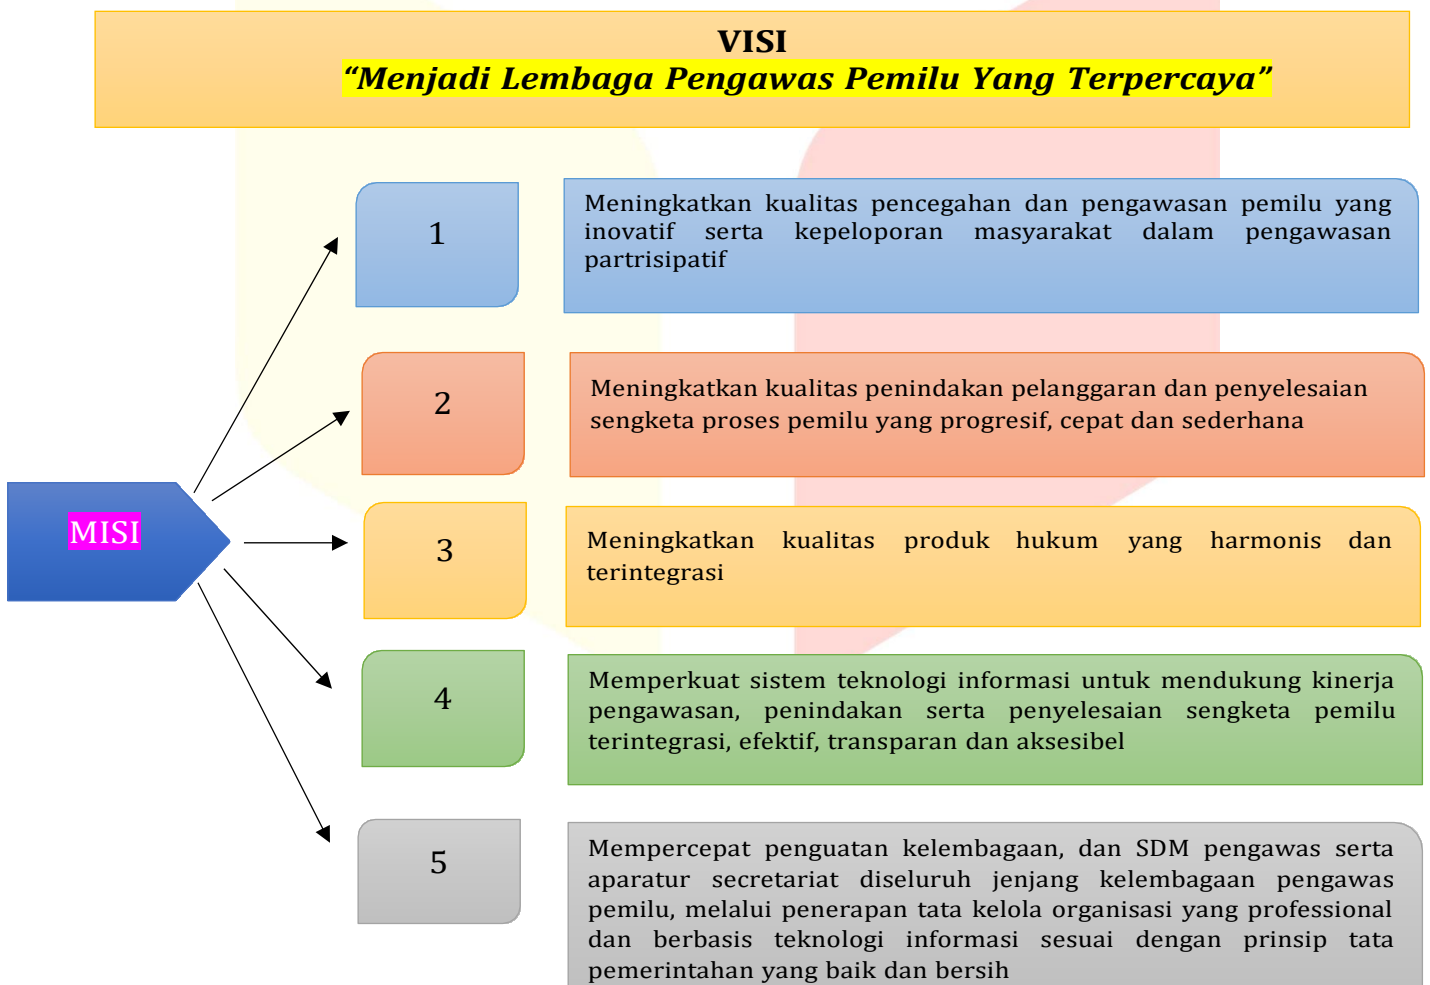 VISI
“Menjadi Lembaga Pengawas Pemilu Yang Terpercaya”
1
Meningkatkan kualitas pencegahan dan pengawasan pemilu yang
inovatif serta kepeloporan masyarakat dalam pengawasan
partrisipatif
2
Meningkatkan kualitas penindakan pelanggaran dan penyelesaian
sengketa proses pemilu yang progresif, cepat dan sederhana
MISI
3
Meningkatkan kualitas produk hukum yang harmonis dan
terintegrasi
4
Memperkuat sistem teknologi informasi untuk mendukung kinerja
pengawasan, penindakan serta penyelesaian sengketa pemilu
terintegrasi, efektif, transparan dan aksesibel
5
Mempercepat penguatan kelembagaan, dan SDM pengawas serta
aparatur secretariat diseluruh jenjang kelembagaan pengawas
pemilu, melalui penerapan tata kelola organisasi yang professional
dan berbasis teknologi informasi sesuai dengan prinsip tata
pemerintahan yang baik dan bersih